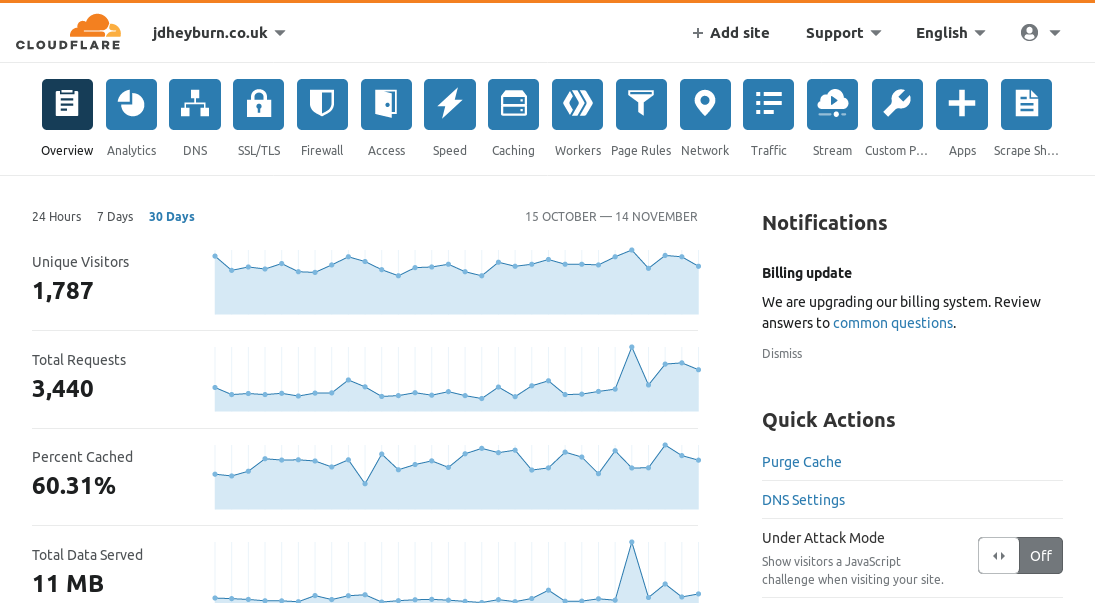 CLOUDFLARE
jdheyburn.co.uk
Add site
Support
English
Overview
Analytics
DNS
SSL/TLS
Firewall
Access
Speed
Caching
Workers
Page Rules
Network
Traffic
Stream
Custom P...
Apps
Scrape Sh...
24 Hours 7 Days 30 Days
15 OCTOBER — 14 NOVEMBER
Unique Visitors
1,787
Total Requests
3,440
Percent Cached
60.31%
Total Data Served
11 MB
Notifications
Billing update
We are upgrading our billing system. Review
answers to common questions.
Dismiss
Quick Actions
Purge Cache
DNS Settings
Under Attack Mode
Show visitors a JavaScript
challenge when visiting your site.
Off